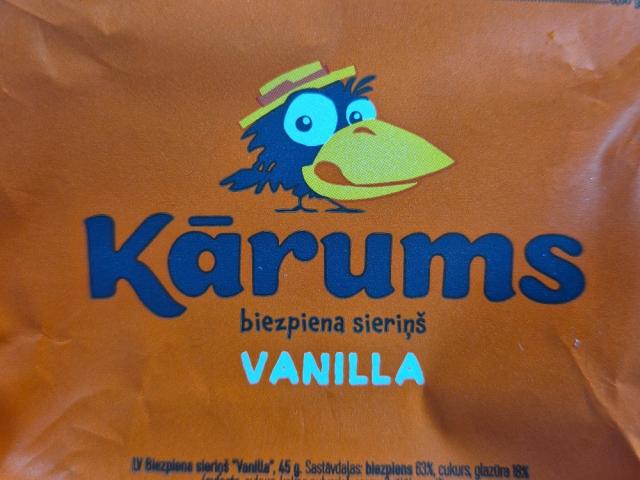 Kārums
biezpiena sieriņš
VANILLA
LV Biezpiena sieriņš "Vanilla", 45 g. Sastāvdaļas: biezpiens 63%, cukurs, glazūra 18%